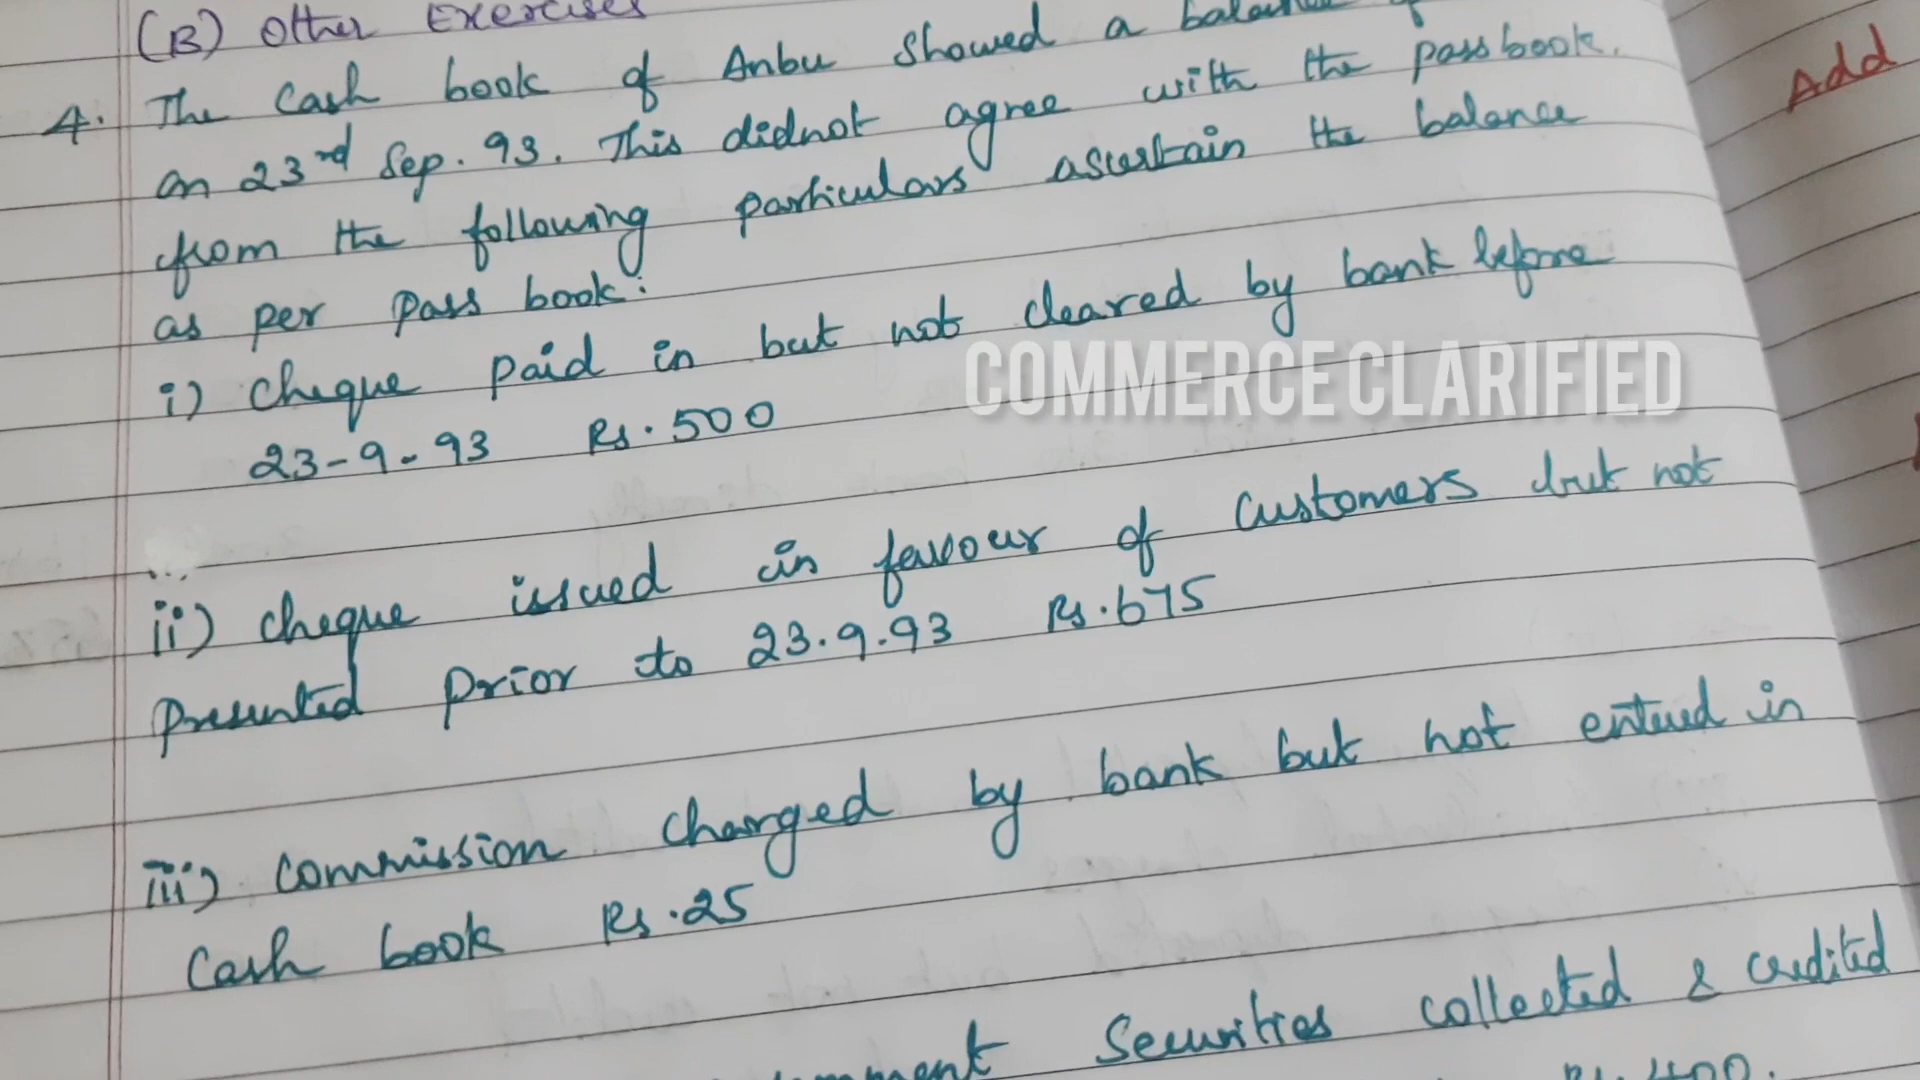 (B) Other Exercises
4. The Cash book of Anbu showed a balance
on 23rd Sep. 93. This didnot agree with the passbook.
from the following particulars ascertain the balance
as per pass book:
i) cheque paid in but not cleared by bank before
23-9-93 Rs. 500
ii) cheque issued in favour of customers but not
presented prior to 23.9.93 Rs. 675
iii) commission charged by bank but not entered in
Cash book Rs. 25
Securities collected & credited
Rs. 400.
Add
COMMERCE CLARIFIED